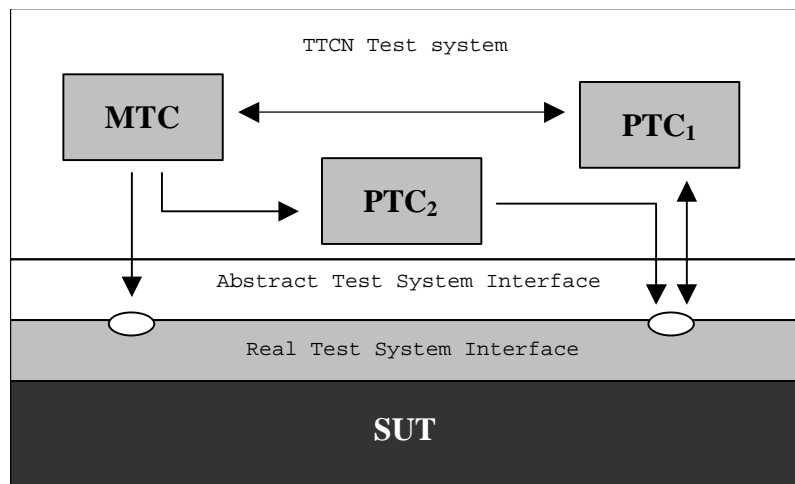 TTCN Test system
MTC
PTC₁
PTC₂
Abstract Test System Interface
Real Test System Interface
SUT